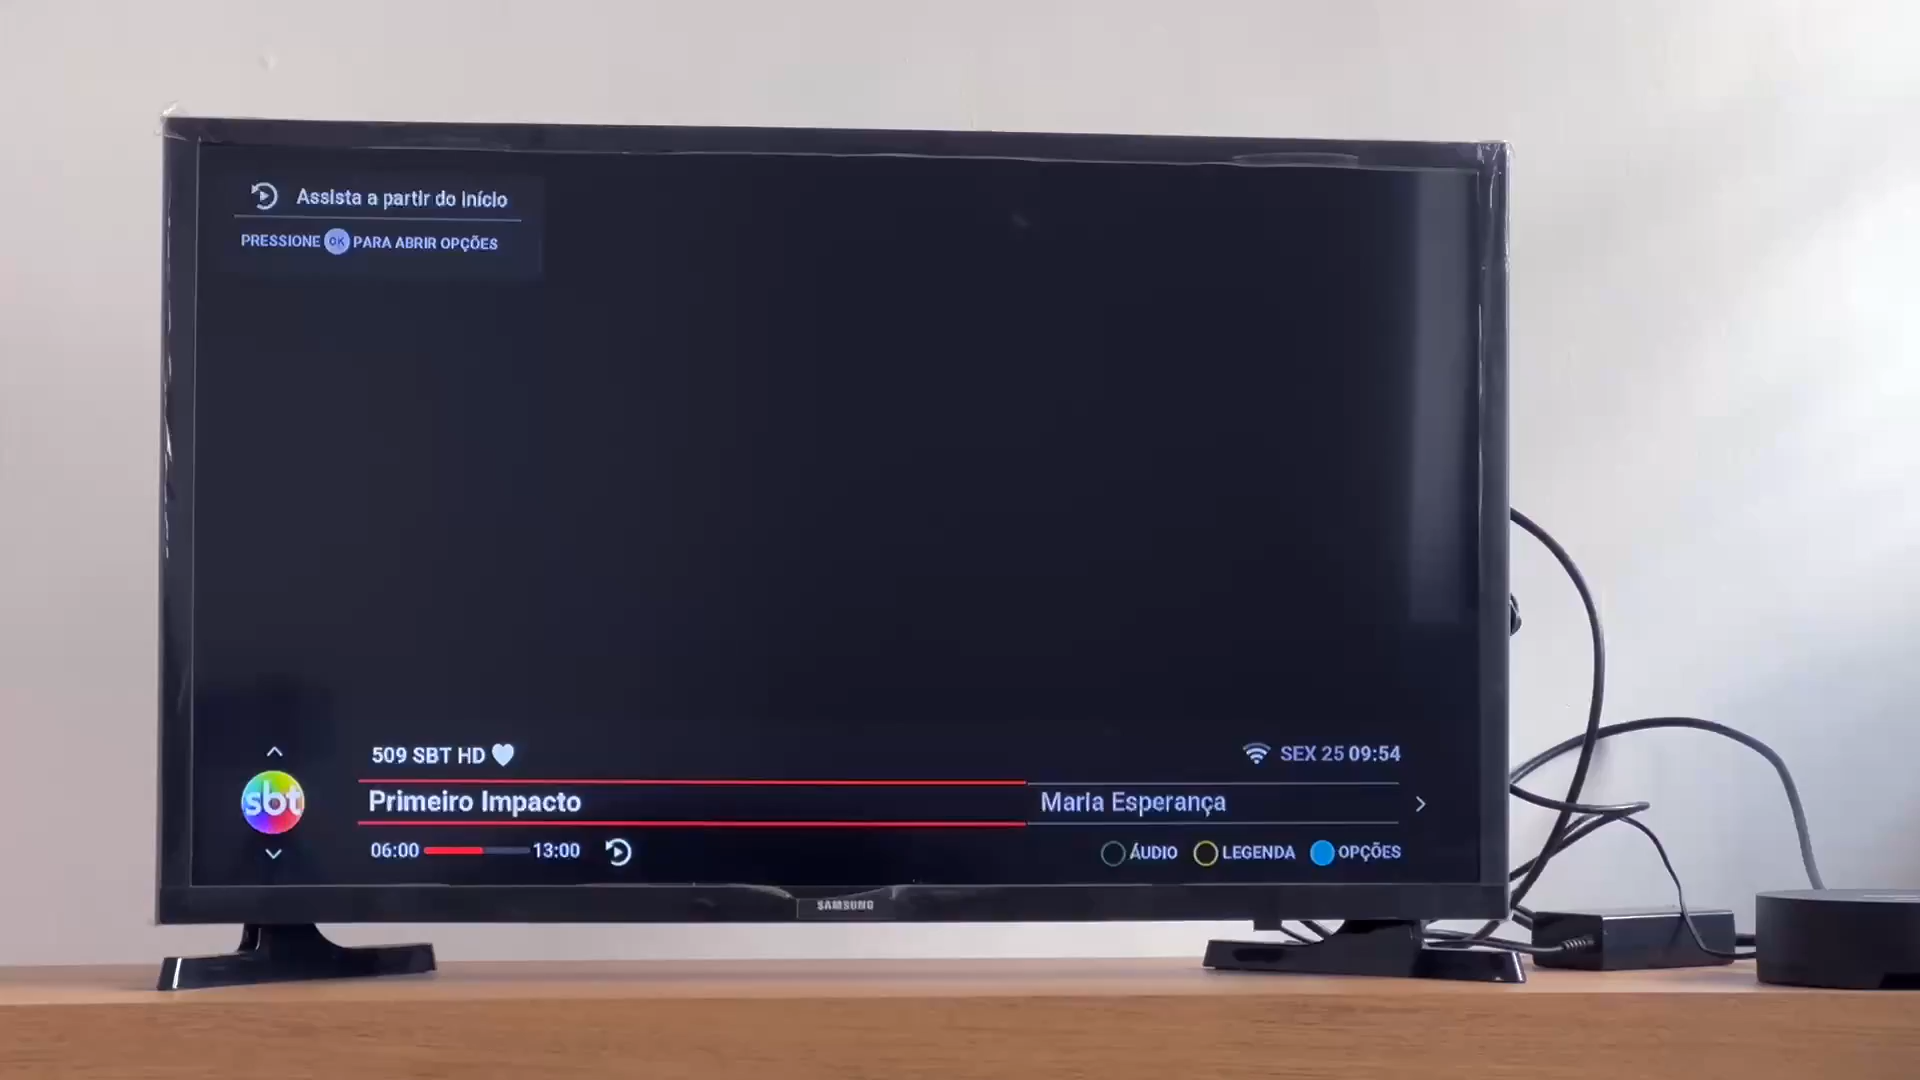 Assista a partir do início
PRESSIONE OK PARA ABRIR OPÇÕES
509 SBT HD
SEX 25 09:54
sbt
Primeiro Impacto
Maria Esperança
06:00
13:00
ÁUDIO
LEGENDA
OPÇÕES
SAMSUNG